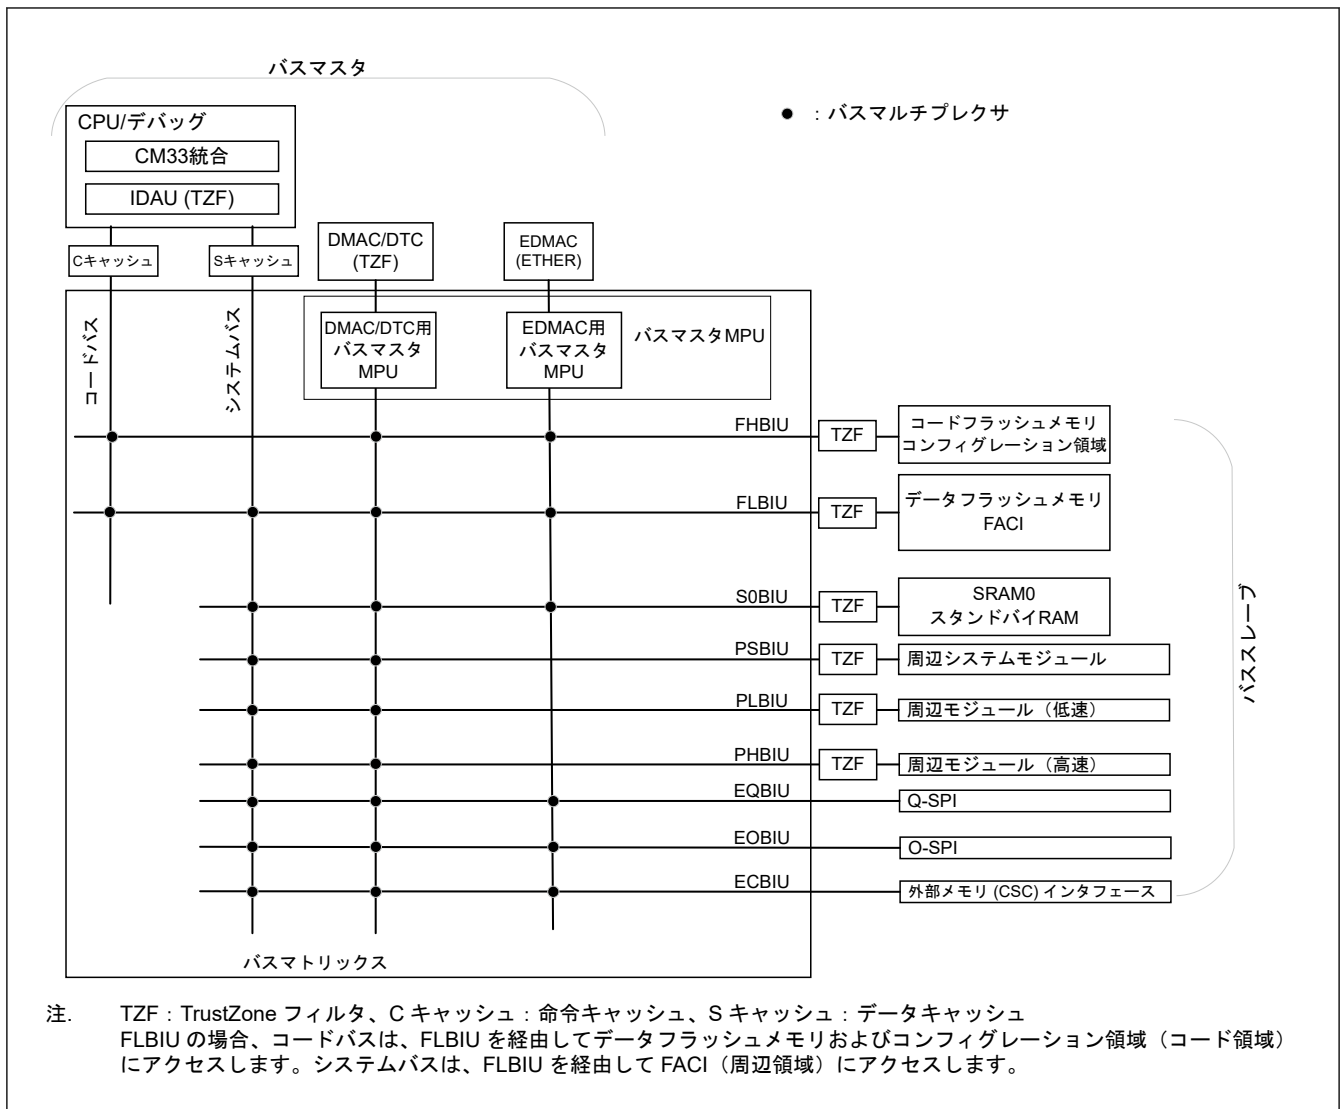 バスマスタ
● ：バスマルチプレクサ
CPU/デバッグ
CM33統合
IDAU (TZF)
DMAC/DTC
(TZF)
EDMAC
(ETHER)
Cキャッシュ
Sキャッシュ
コードバス
システムバス
DMAC/DTC用
バスマスタ
MPU
EDMAC用
バスマスタ
MPU
バスマスタMPU
FHBIU
TZF
コードフラッシュメモリ
コンフィグレーション領域
FLBIU
TZF
データフラッシュメモリ
FACI
S0BIU
TZF
SRAM0
スタンドバイRAM
PSBIU
TZF
周辺システムモジュール
PLBIU
TZF
周辺モジュール（低速）
PHBIU
TZF
周辺モジュール（高速）
EQBIU
Q-SPI
EOBIU
O-SPI
ECBIU
外部メモリ (CSC) インタフェース
バススレーブ
バスマトリックス
注. TZF：TrustZone フィルタ、C キャッシュ：命令キャッシュ、S キャッシュ：データキャッシュ
FLBIU の場合、コードバスは、FLBIU を経由してデータフラッシュメモリおよびコンフィグレーション領域（コード領域）
にアクセスします。システムバスは、FLBIU を経由して FACI（周辺領域）にアクセスします。